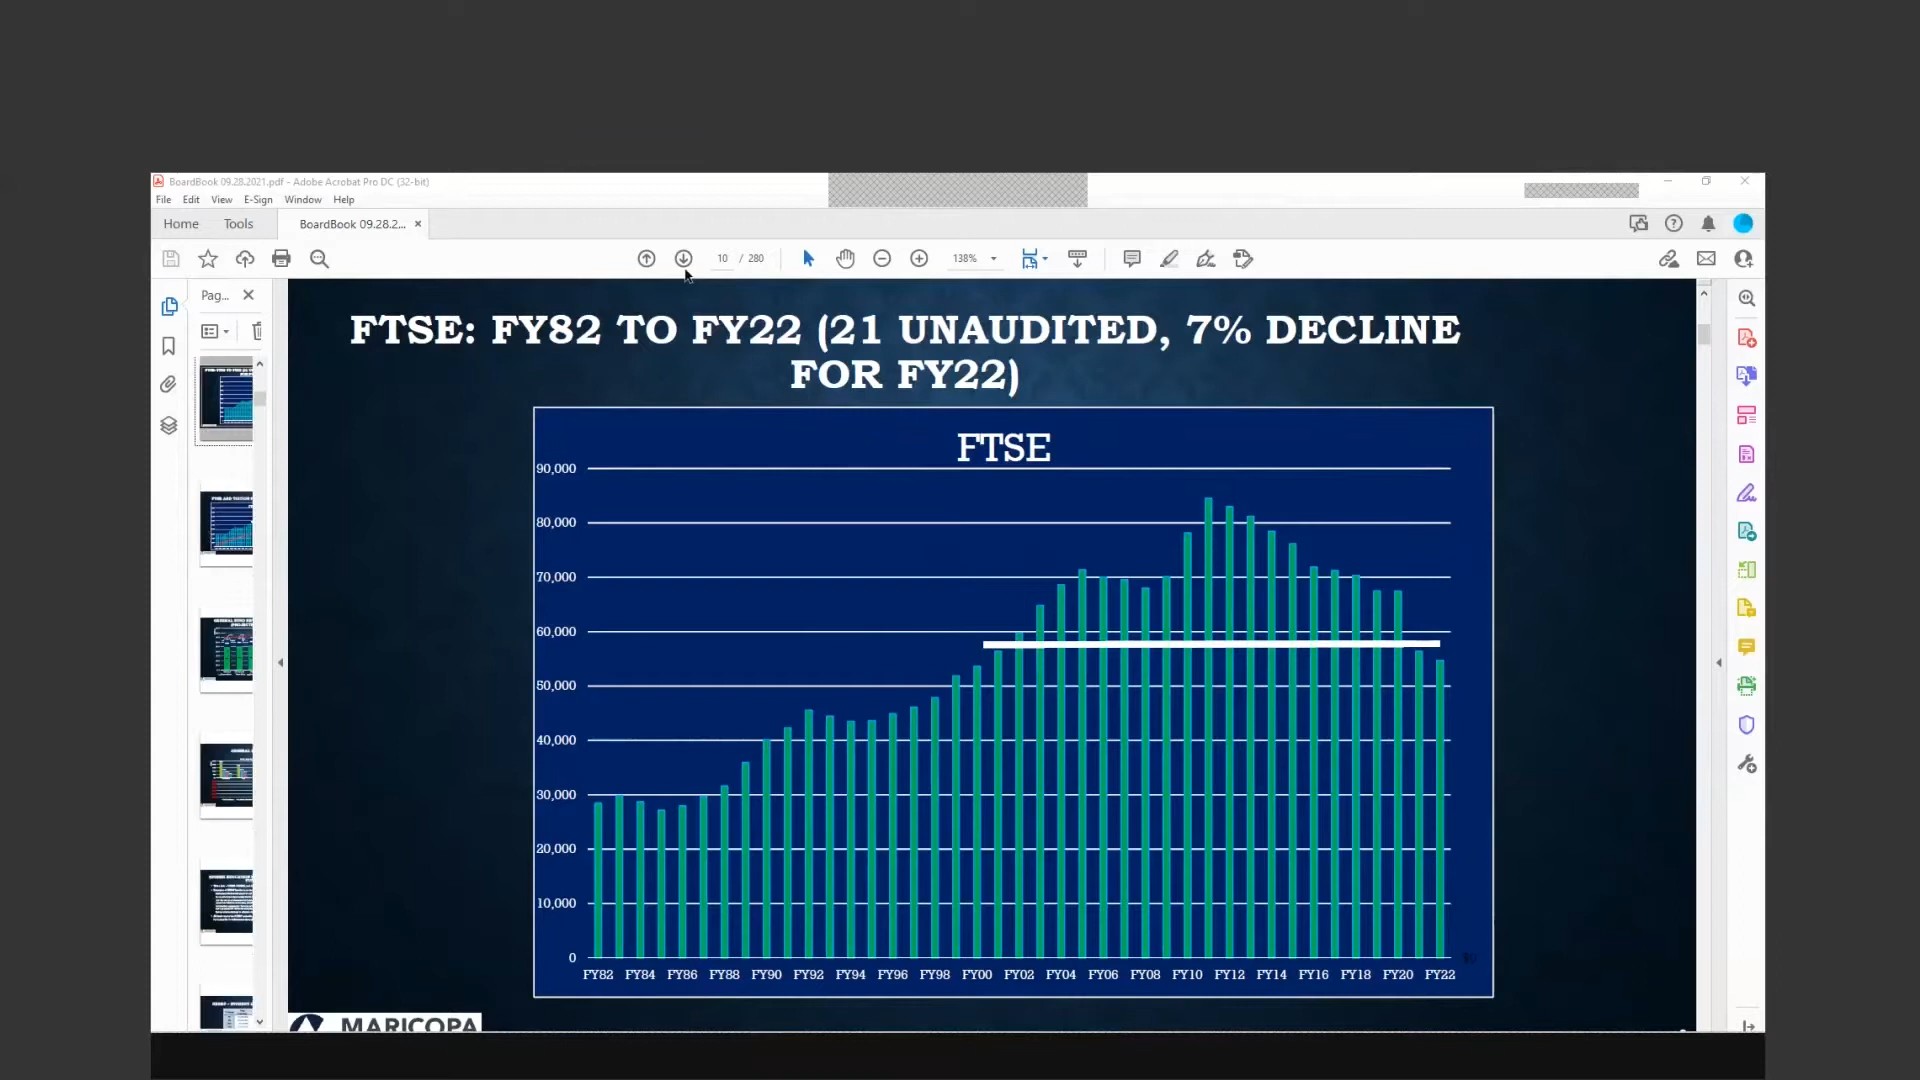 BoardBook 09.28.2021.pdf - Adobe Acrobat Pro DC (32-bit)
File Edit View E-Sign Window Help
Home Tools BoardBook 09.28.2...
10 / 280 138%
Pag...
FTSE: FY82 TO FY22 (21 UNAUDITED, 7% DECLINE
FOR FY22)
FTSE
90,000
80,000
70,000
60,000
50,000
40,000
30,000
20,000
10,000
0
FY82 FY84 FY86 FY88 FY90 FY92 FY94 FY96 FY98 FY00 FY02 FY04 FY06 FY08 FY10 FY12 FY14 FY16 FY18 FY20 FY22
MARICOPA